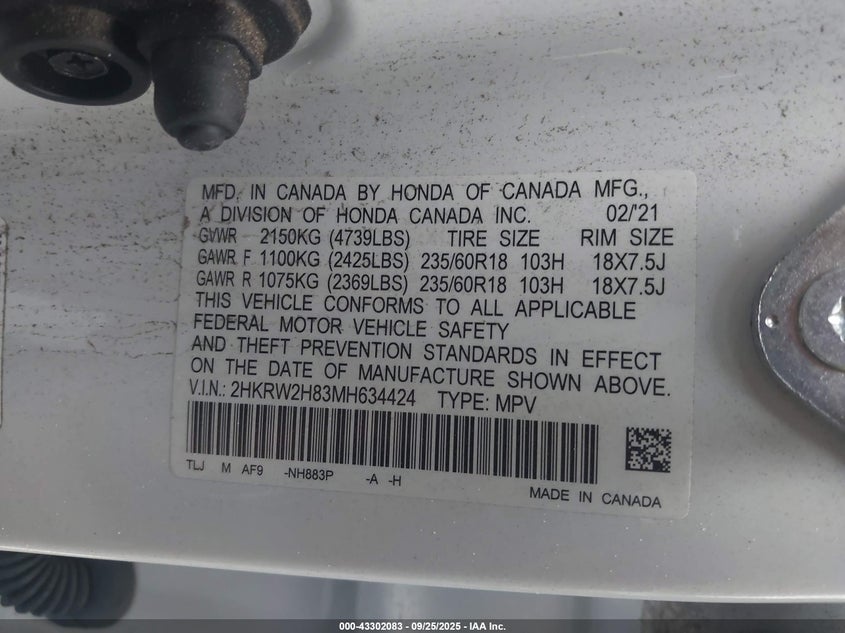 MFD. IN CANADA BY HONDA OF CANADA MFG.,
A DIVISION OF HONDA CANADA INC. 02/'21
GVWR 2150KG (4739LBS) TIRE SIZE RIM SIZE
GAWR F 1100KG (2425LBS) 235/60R18 103H 18X7.5J
GAWR R 1075KG (2369LBS) 235/60R18 103H 18X7.5J
THIS VEHICLE CONFORMS TO ALL APPLICABLE
FEDERAL MOTOR VEHICLE SAFETY
AND THEFT PREVENTION STANDARDS IN EFFECT
ON THE DATE OF MANUFACTURE SHOWN ABOVE.
V.I.N.: 2HKRW2H83MH634424 TYPE: MPV
TLJ M AF9 -NH883P -A -H
MADE IN CANADA
000-43302083 - 09/25/2025 - IAA Inc.